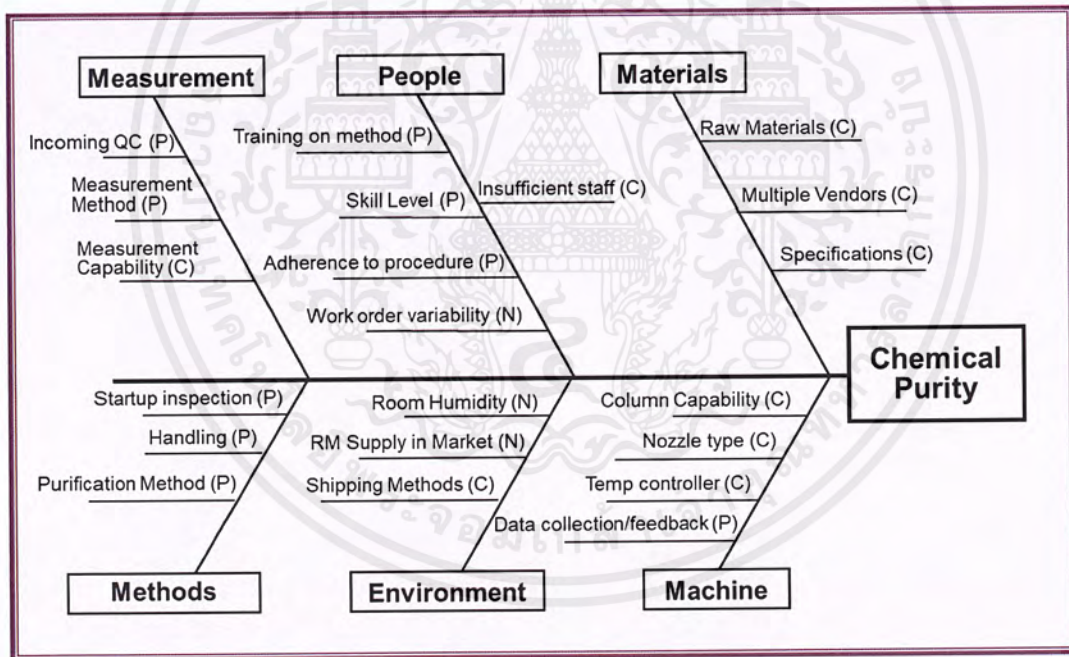 Measurement
People
Materials
Incoming QC (P)
Measurement
Method (P)
Measurement
Capability (C)
Training on method (P)
Insufficient staff (C)
Skill Level (P)
Adherence to procedure (P)
Work order variability (N)
Raw Materials (C)
Multiple Vendors (C)
Specifications (C)
Chemical
Purity
Startup inspection (P)
Handling (P)
Purification Method (P)
Room Humidity (N)
RM Supply in Market (N)
Shipping Methods (C)
Column Capability (C)
Nozzle type (C)
Temp controller (C)
Data collection/feedback (P)
Methods
Environment
Machine